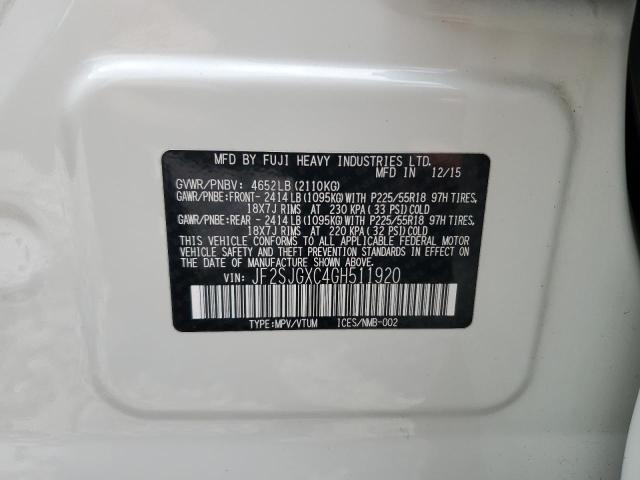 MFD BY FUJI HEAVY INDUSTRIES LTD.
MFD IN 12/15
GVWR/PNBV: 4652LB (2110KG)
GAWR/PNBE:FRONT- 2414 LB (1095KG) WITH P225/55R18 97H TIRES,
18X7J RIMS AT 230 KPA (33 PSI) COLD
GAWR/PNBE:REAR - 2414 LB (1095KG) WITH P225/55R18 97H TIRES,
18X7J RIMS AT 220 KPA (32 PSI) COLD
THIS VEHICLE CONFORMS TO ALL APPLICABLE FEDERAL MOTOR
VEHICLE SAFETY AND THEFT PREVENTION STANDARDS IN EFFECT
ON THE DATE OF MANUFACTURE SHOWN ABOVE.
VIN: JF2SJGXC4GH511920
TYPE:MPV/VTUM ICES/NMB-002